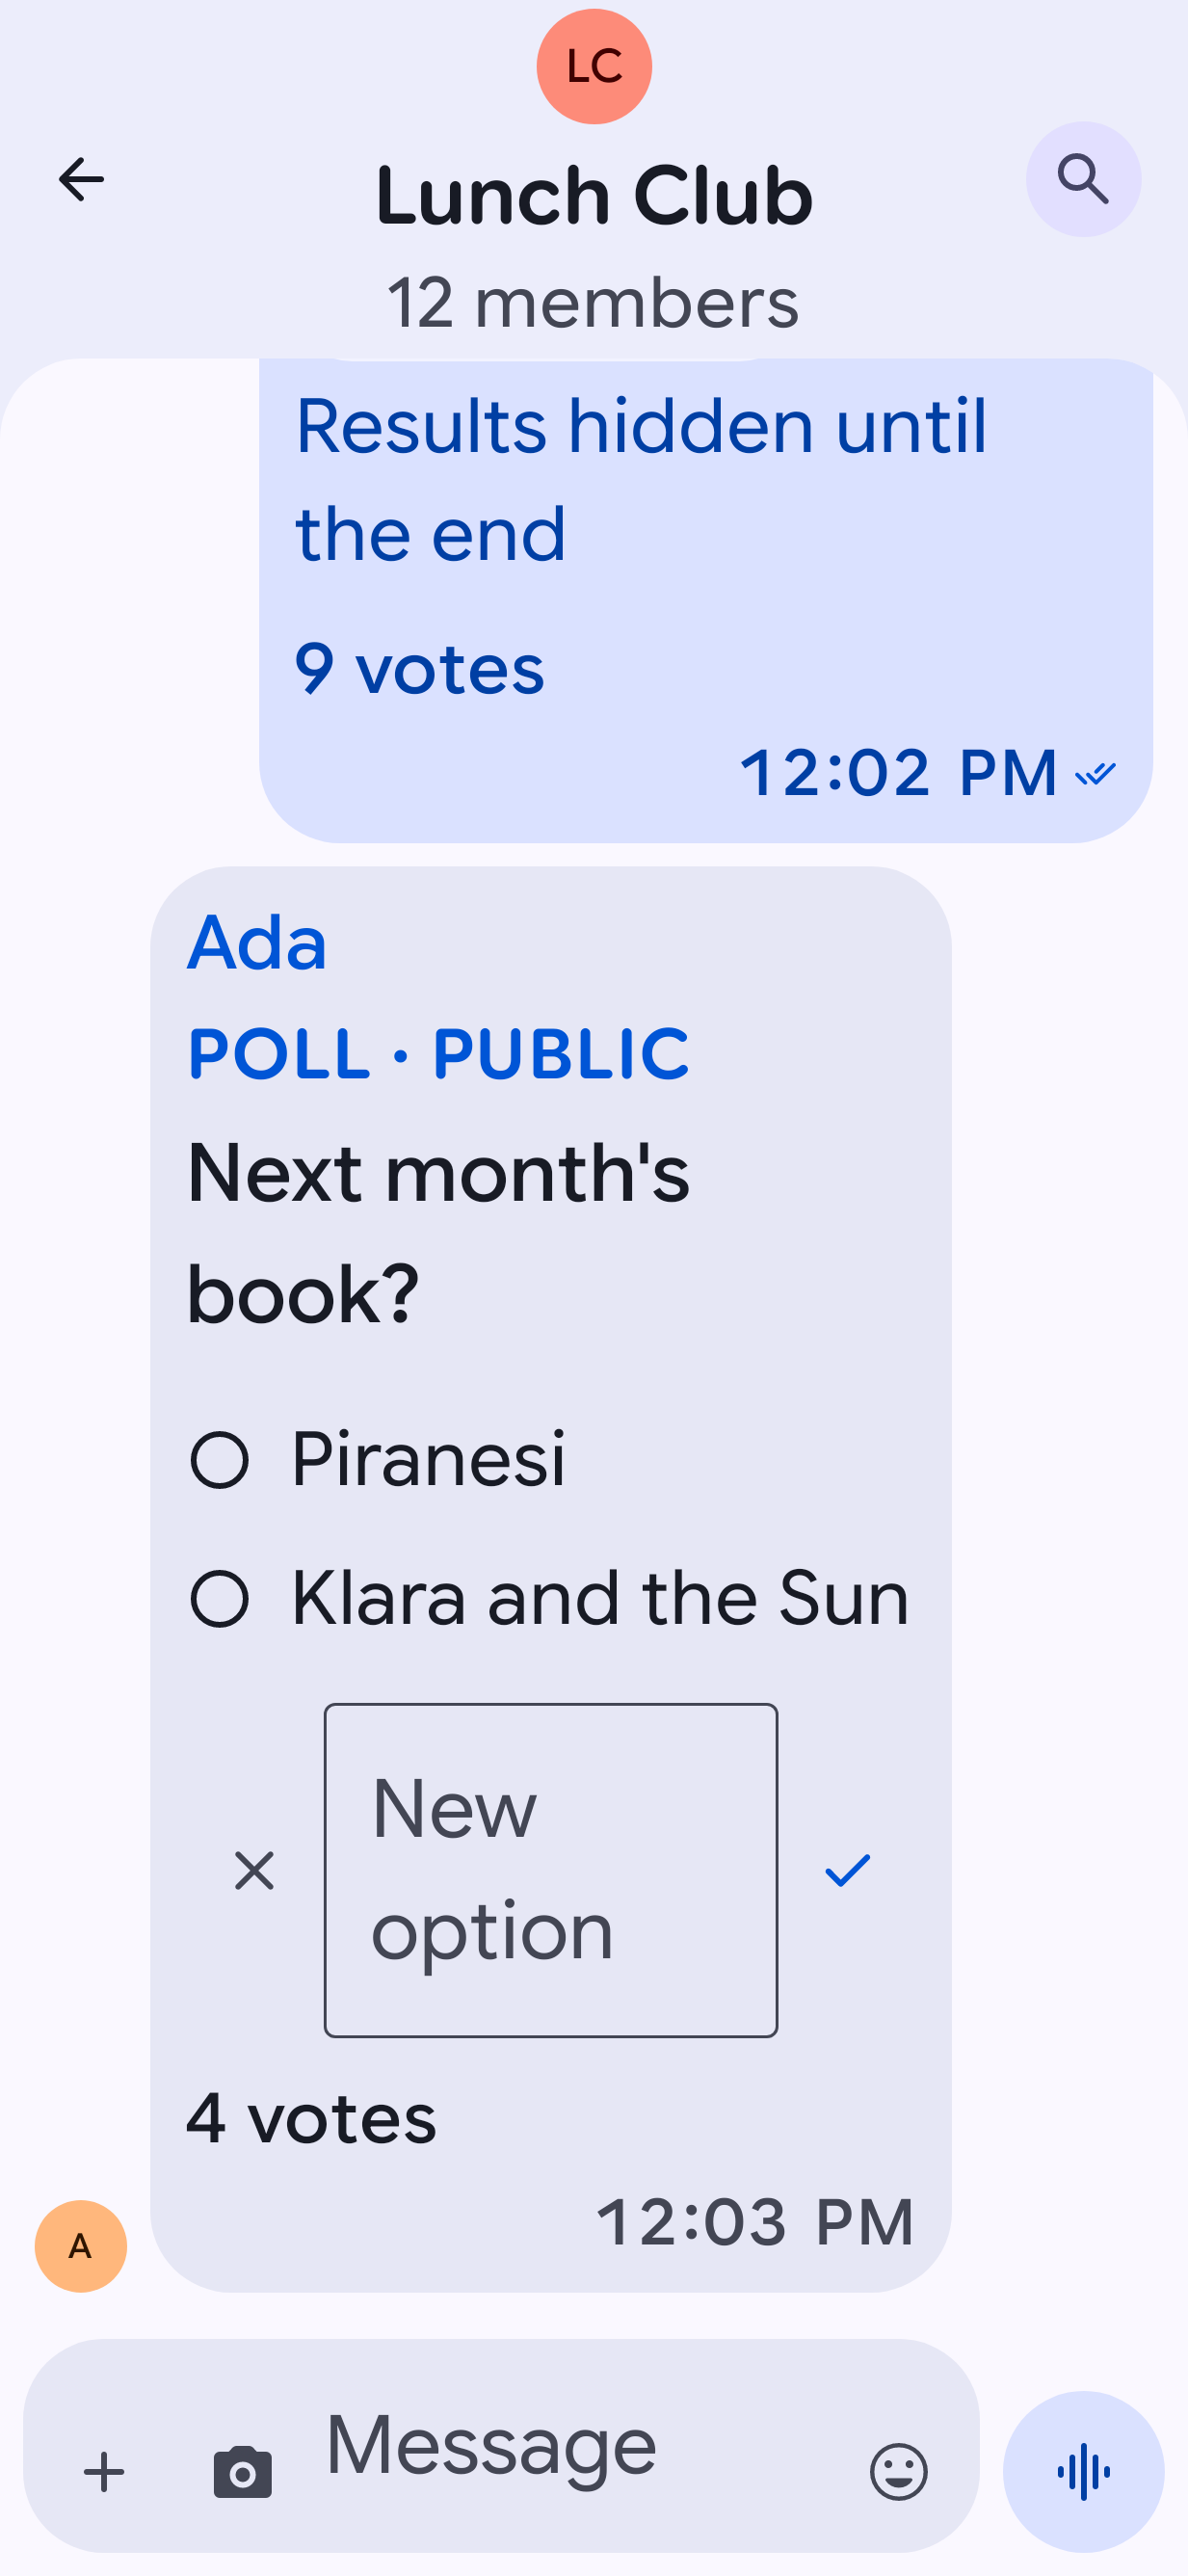 LC
Lunch Club
12 members
Results hidden until
the end
9 votes
12:02 PM
Ada
POLL · PUBLIC
Next month's
book?
Piranesi
Klara and the Sun
New
option
4 votes
12:03 PM
A
Message